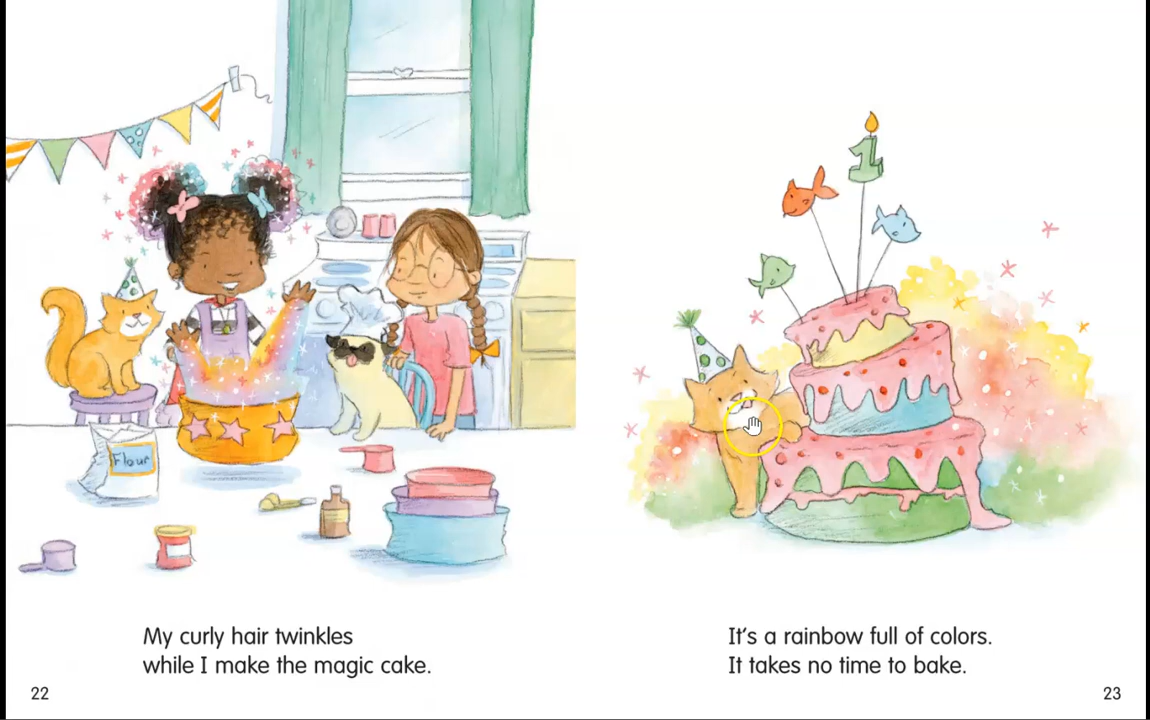 Flour
1
My curly hair twinkles
while I make the magic cake.
22
It's a rainbow full of colors.
It takes no time to bake.
23